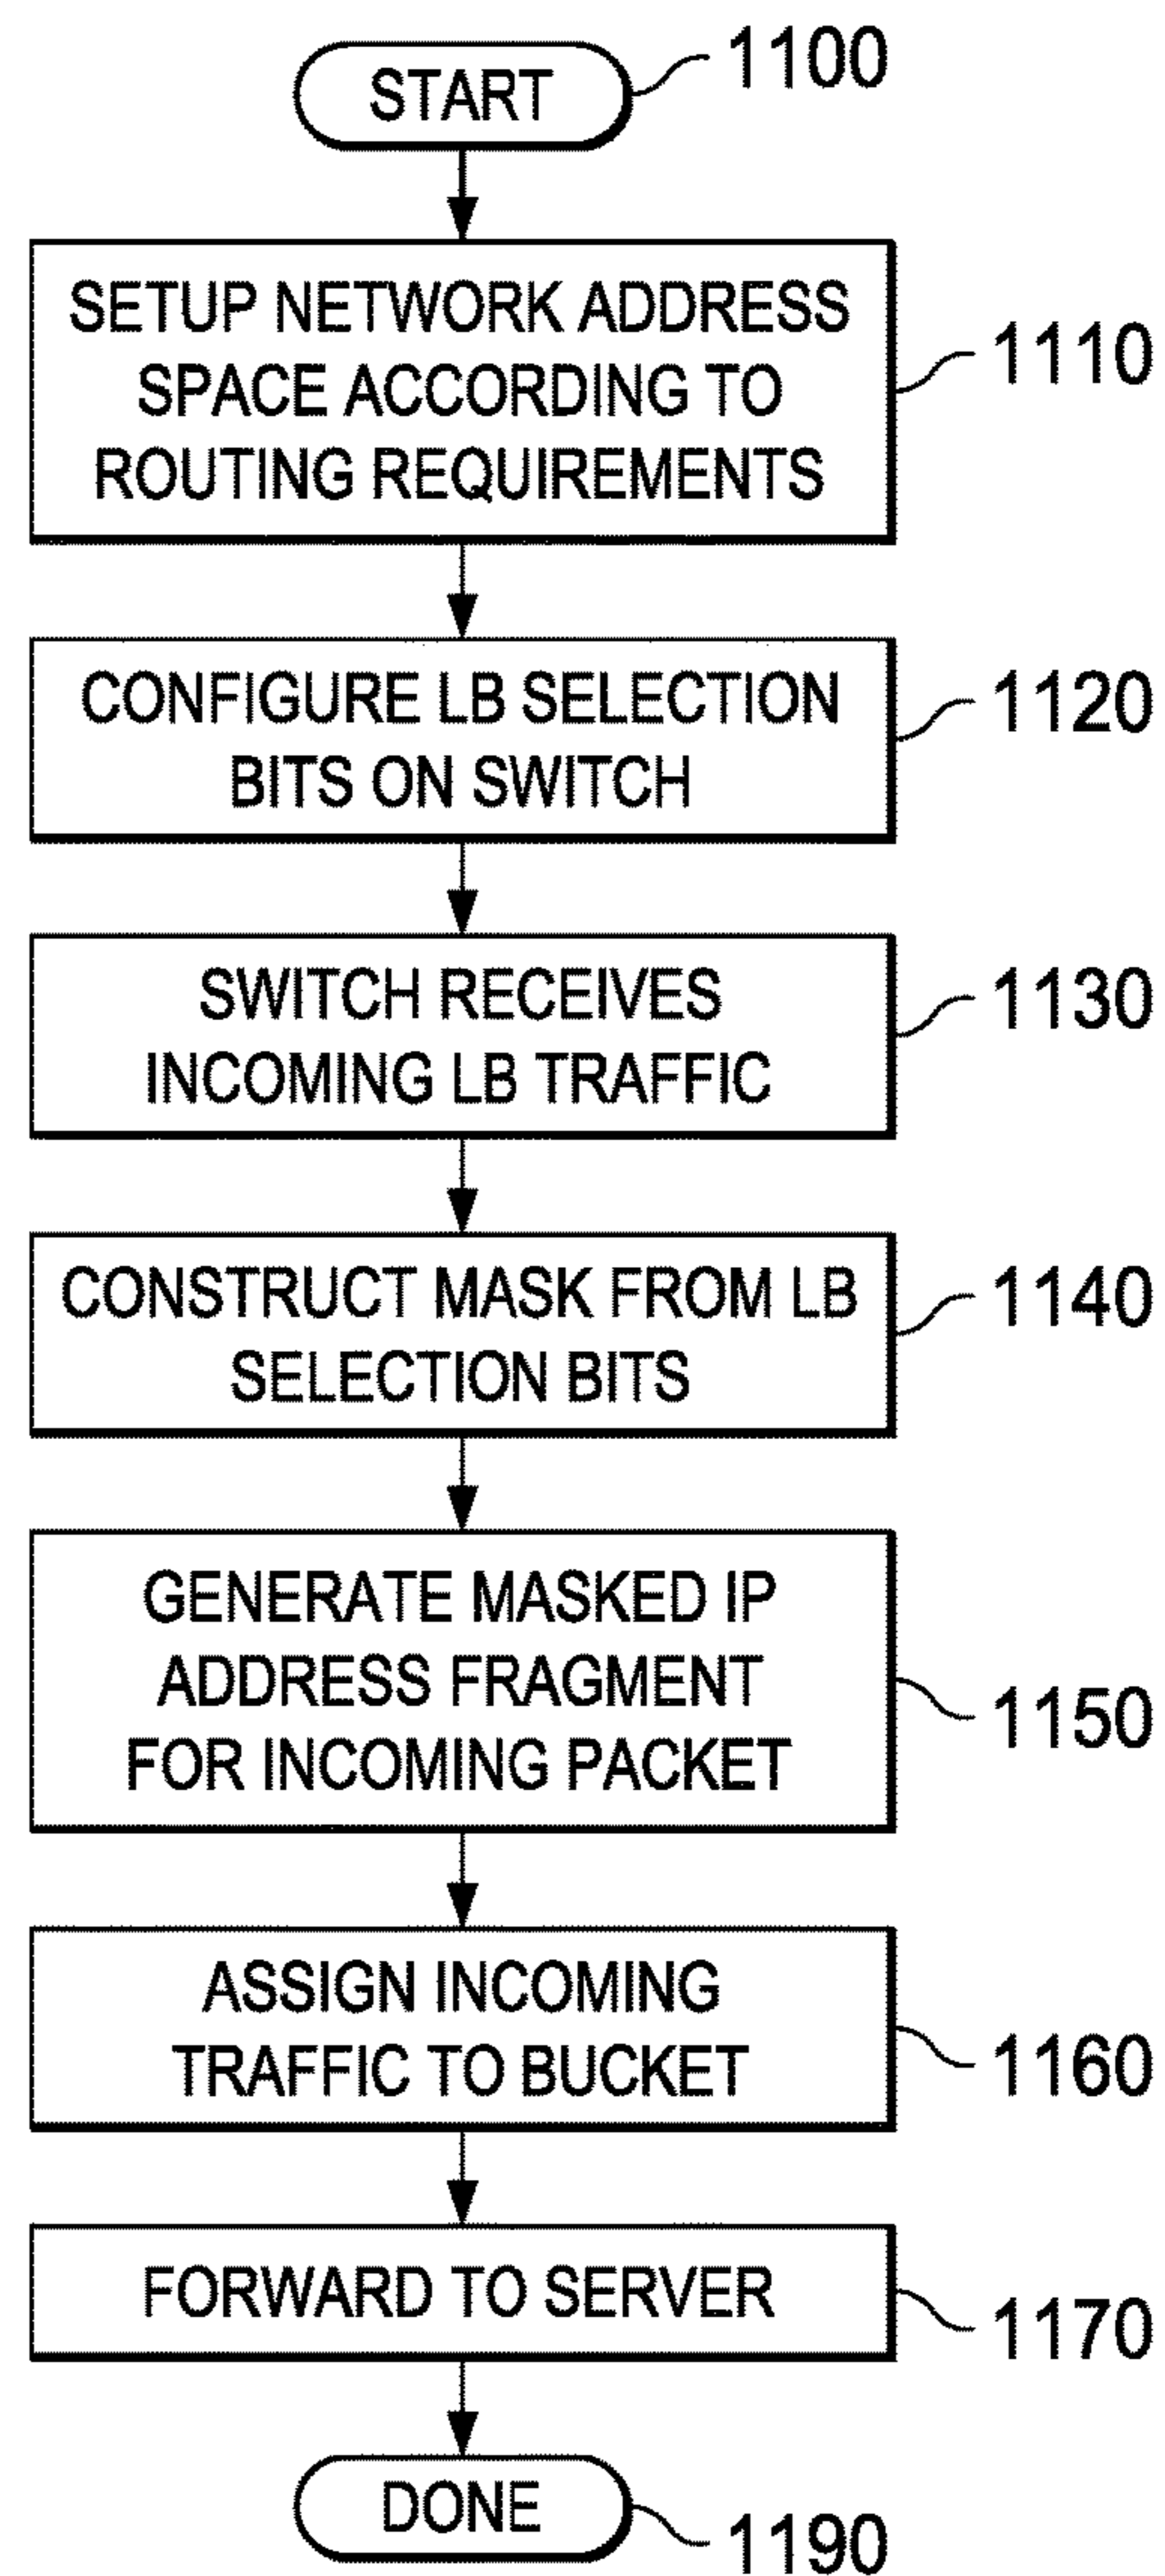 START
1100
SETUP NETWORK ADDRESS
SPACE ACCORDING TO
ROUTING REQUIREMENTS
1110
CONFIGURE LB SELECTION
BITS ON SWITCH
1120
SWITCH RECEIVES
INCOMING LB TRAFFIC
1130
CONSTRUCT MASK FROM LB
SELECTION BITS
1140
GENERATE MASKED IP
ADDRESS FRAGMENT
FOR INCOMING PACKET
1150
ASSIGN INCOMING
TRAFFIC TO BUCKET
1160
FORWARD TO SERVER
1170
DONE
1190